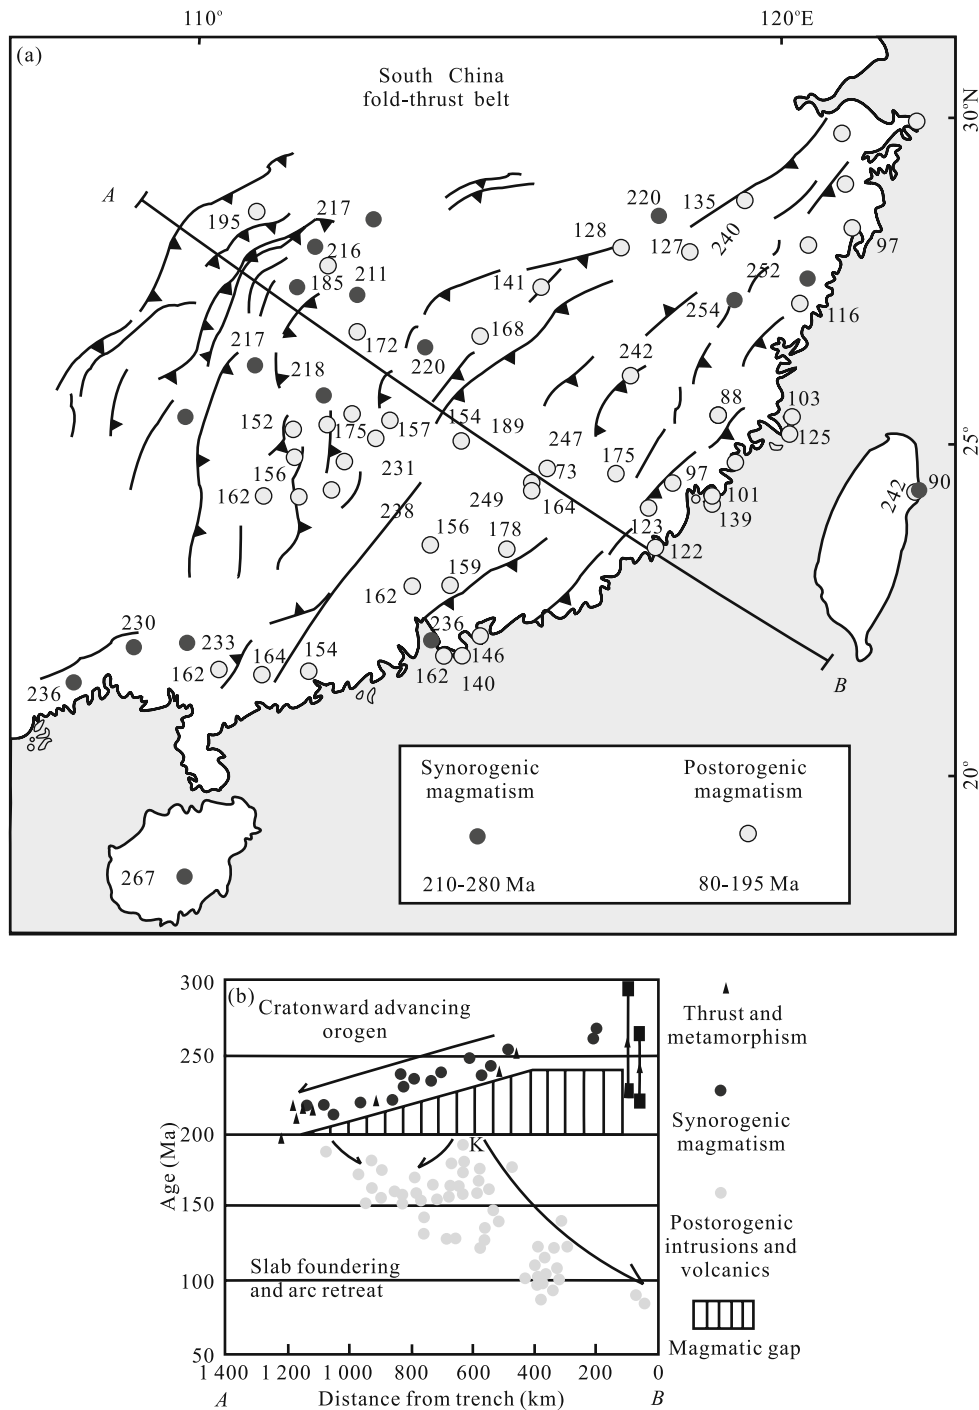 110°
120°E
(a)
South China
fold-thrust belt
30°N
A
195
217
220
135
216
128
127
240
97
185
211
141
252
254
116
217
172
168
220
242
218
88
103
152
175
157
154
189
125
247
156
231
175
73
97
90
242
162
249
164
101
238
139
156
178
123
122
162
159
230
233
236
154
146
162
164
162
140
236
B
25°
20°
267
Synorogenic
magmatism
210-280 Ma
Postorogenic
magmatism
80-195 Ma
(b)
300
250
200
150
100
50
Age (Ma)
Cratonward advancing
orogen
K
Slab foundering
and arc retreat
1 400
1 200
1 000
800
600
400
200
0
A
Distance from trench (km)
B
Thrust and
metamorphism
Synorogenic
magmatism
Postorogenic
intrusions and
volcanics
Magmatic gap